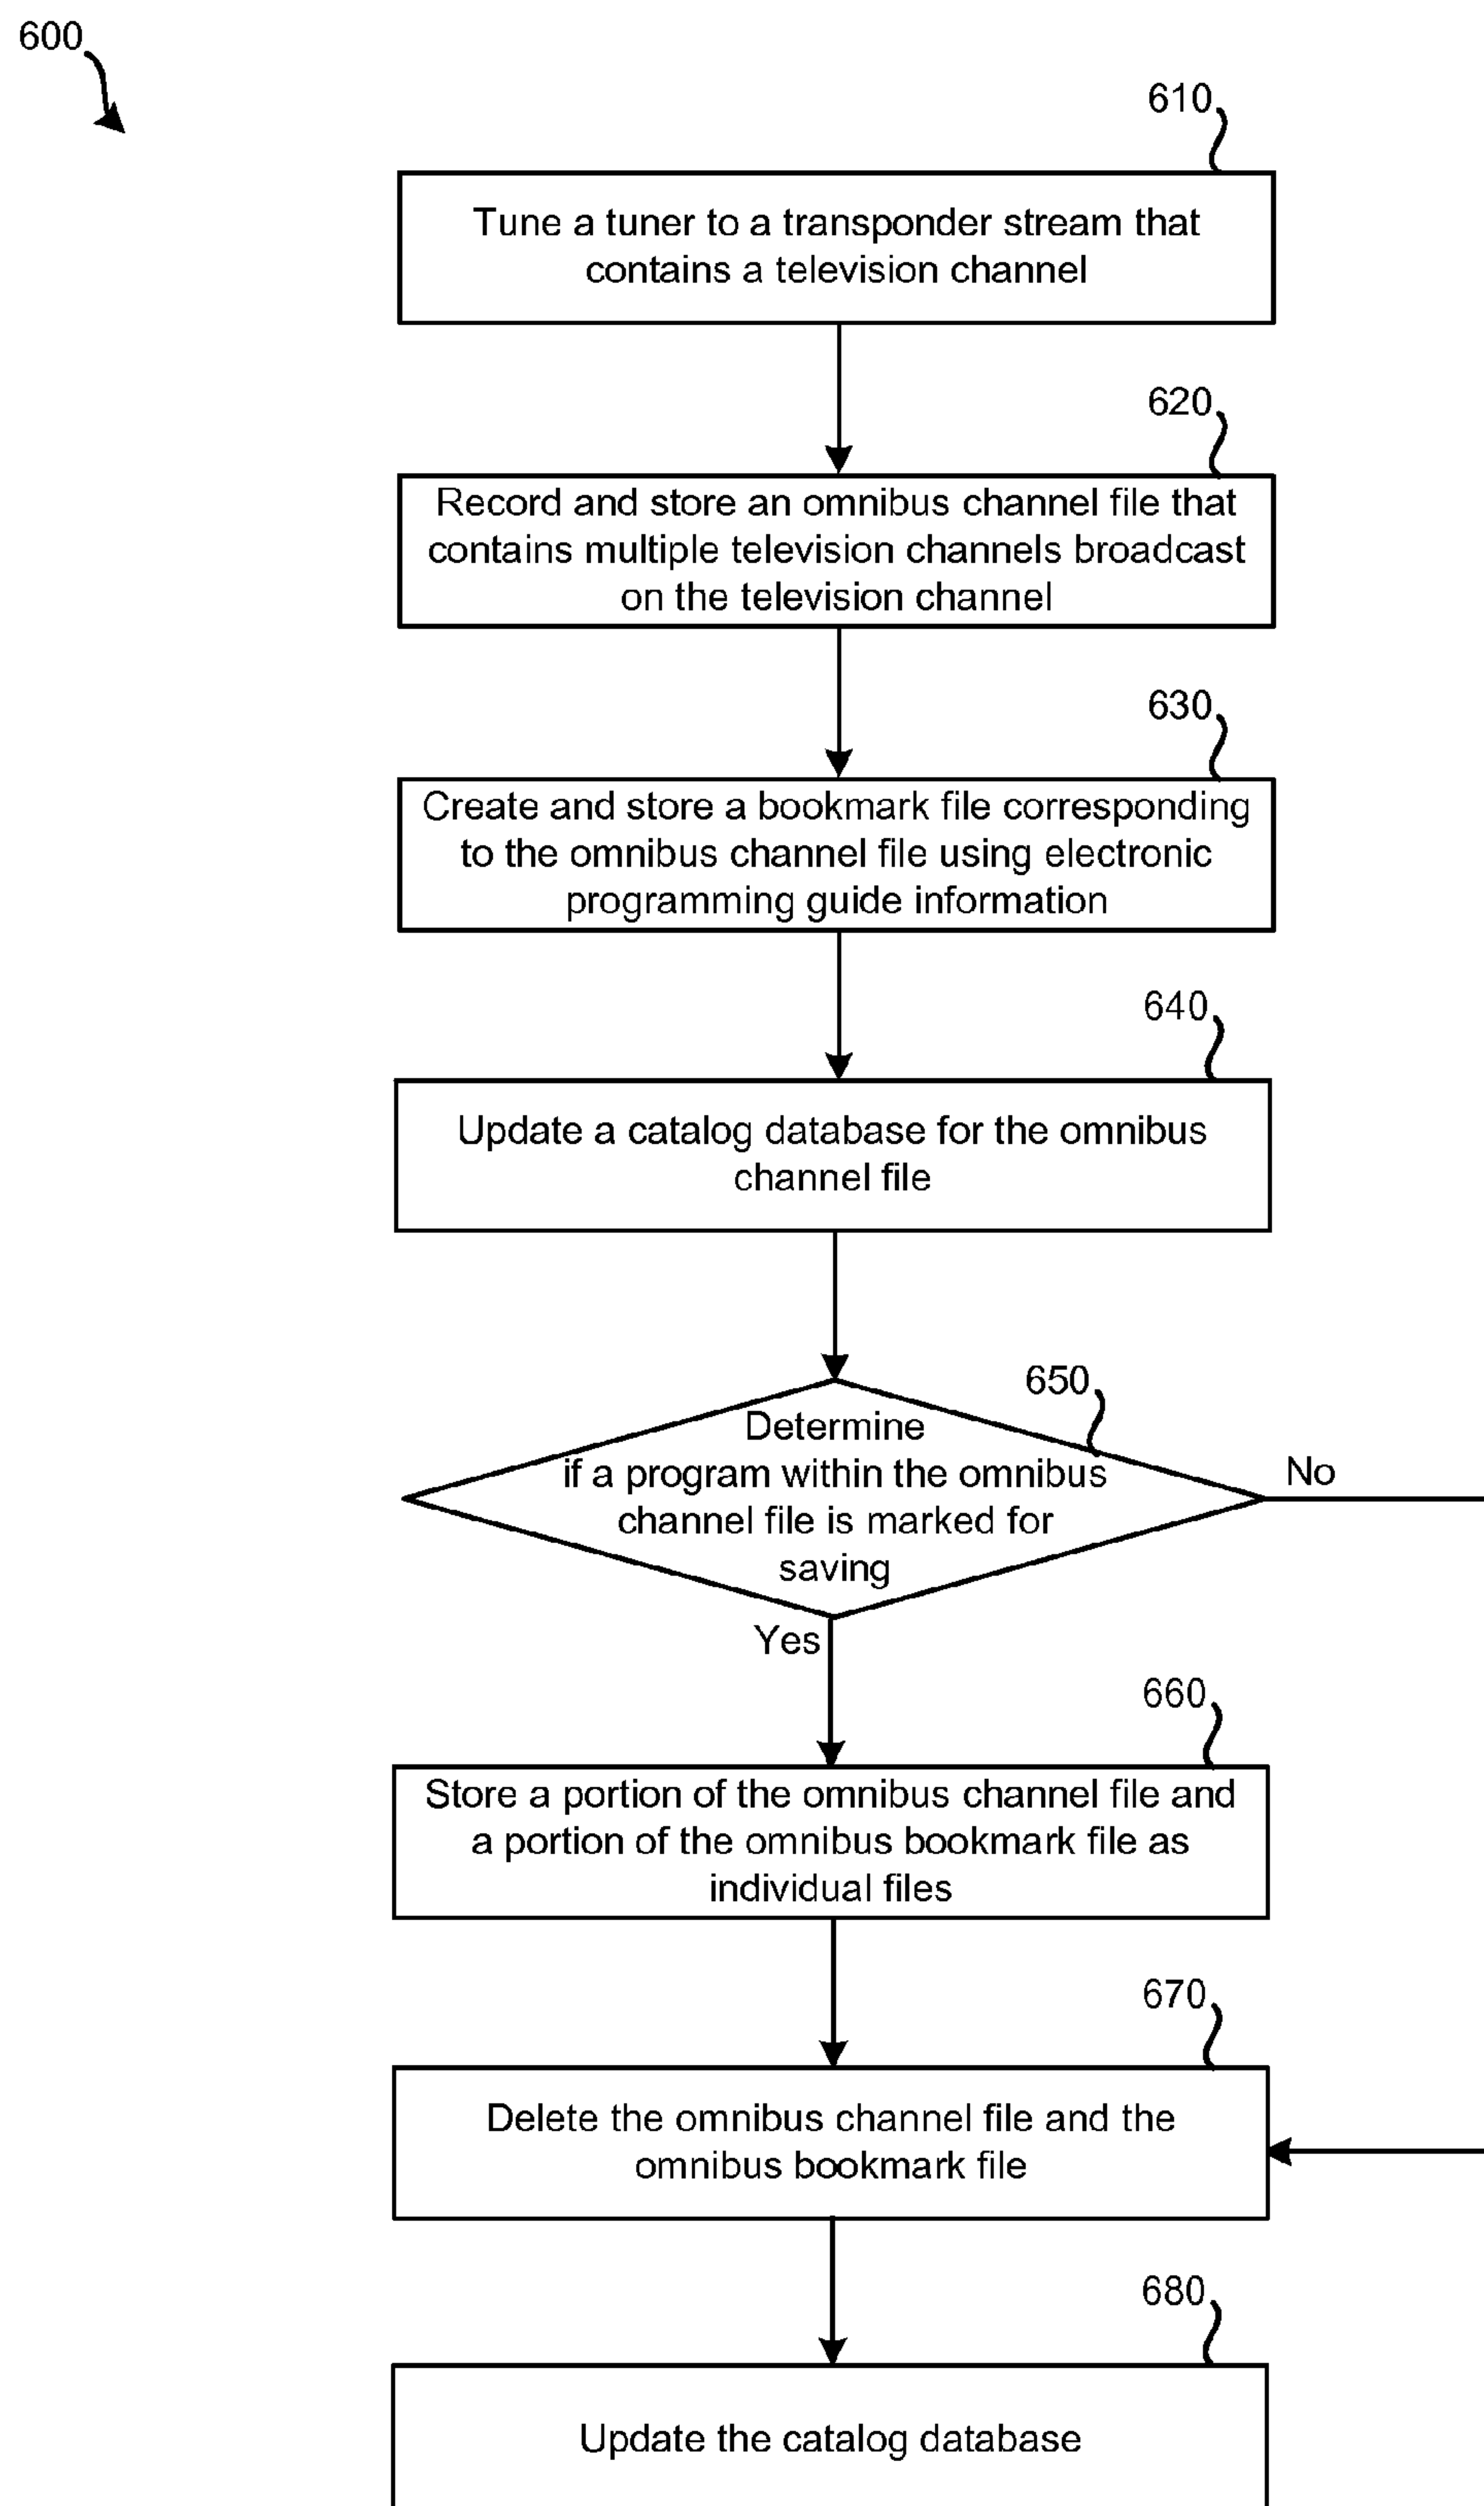 600
610
Tune a tuner to a transponder stream that
contains a television channel
620
Record and store an omnibus channel file that
contains multiple television channels broadcast
on the television channel
630
Create and store a bookmark file corresponding
to the omnibus channel file using electronic
programming guide information
640
Update a catalog database for the omnibus
channel file
650
Determine
if a program within the omnibus
channel file is marked for
saving
No
Yes
660
Store a portion of the omnibus channel file and
a portion of the omnibus bookmark file as
individual files
670
Delete the omnibus channel file and the
omnibus bookmark file
680
Update the catalog database